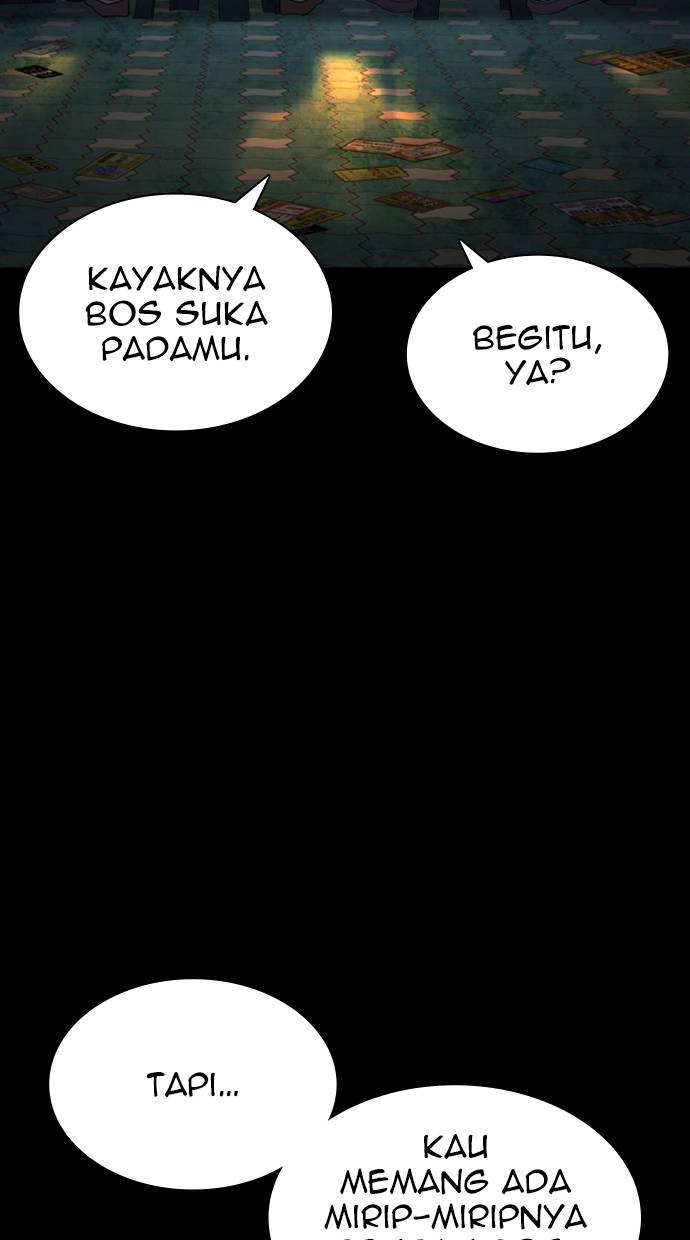 KAYAKNYA
BOS SUKA
PADAMU.
BEGITU,
YA?
TAPI...
KAU
MEMANG ADA
MIRIP-MIRIPNYA